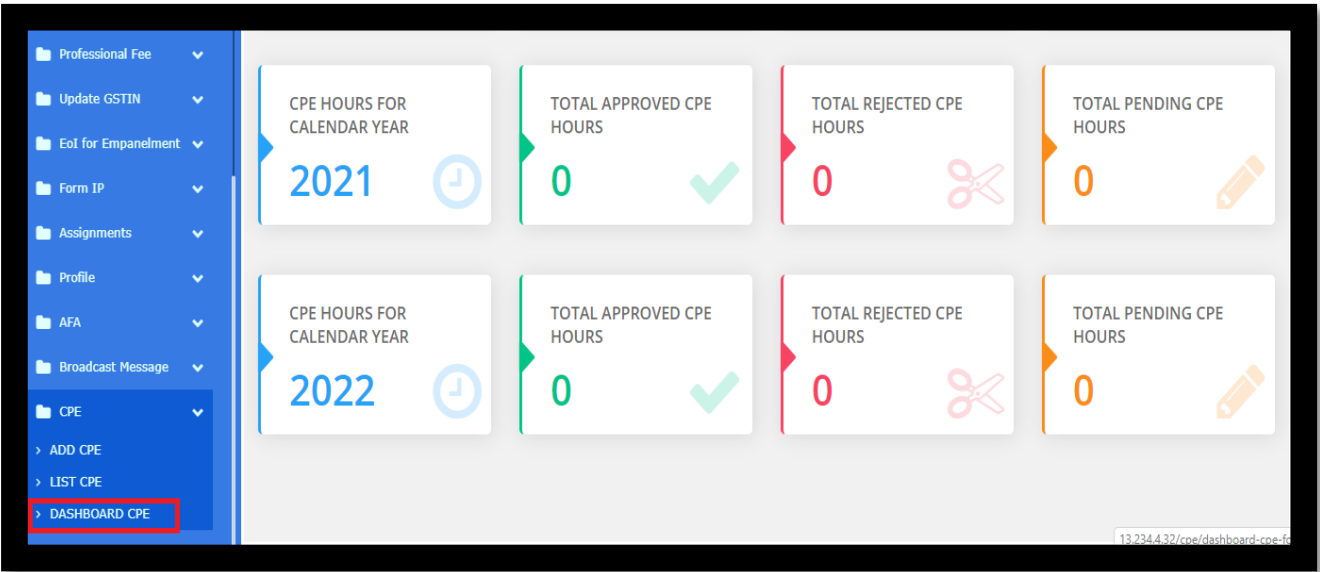 Professional Fee
Update GSTIN
EoI for Empanelment
Form IP
Assignments
Profile
AFA
Broadcast Message
CPE
ADD CPE
LIST CPE
DASHBOARD CPE
CPE HOURS FOR
CALENDAR YEAR
2021
TOTAL APPROVED CPE
HOURS
0
TOTAL REJECTED CPE
HOURS
0
TOTAL PENDING CPE
HOURS
0
CPE HOURS FOR
CALENDAR YEAR
2022
TOTAL APPROVED CPE
HOURS
0
TOTAL REJECTED CPE
HOURS
0
TOTAL PENDING CPE
HOURS
0
13.234.4.32/cpe/dashboard-cpe-fo